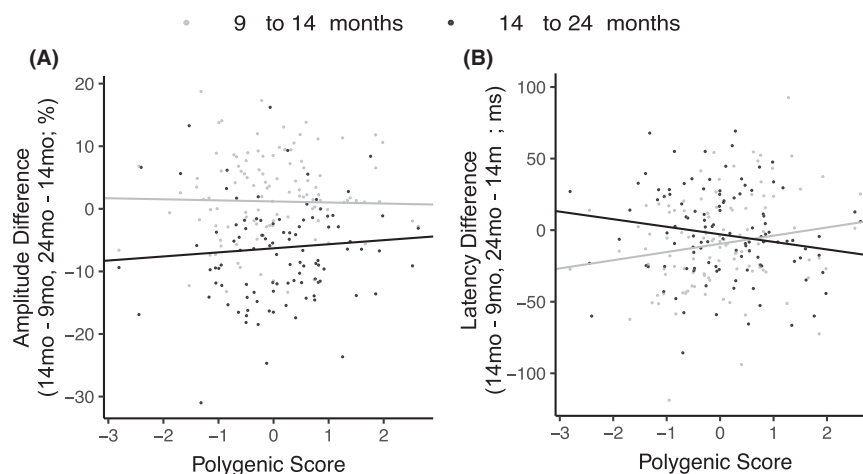 9 to 14 months 14 to 24 months
(A)
Amplitude Difference
(14mo - 9mo, 24mo - 14mo; %)
20
10
0
−10
−20
−30
−3 −2 −1 0 1 2
Polygenic Score
(B)
Latency Difference
(14mo - 9mo, 24mo - 14m ; ms)
100
50
0
−50
−100
−3 −2 −1 0 1 2
Polygenic Score